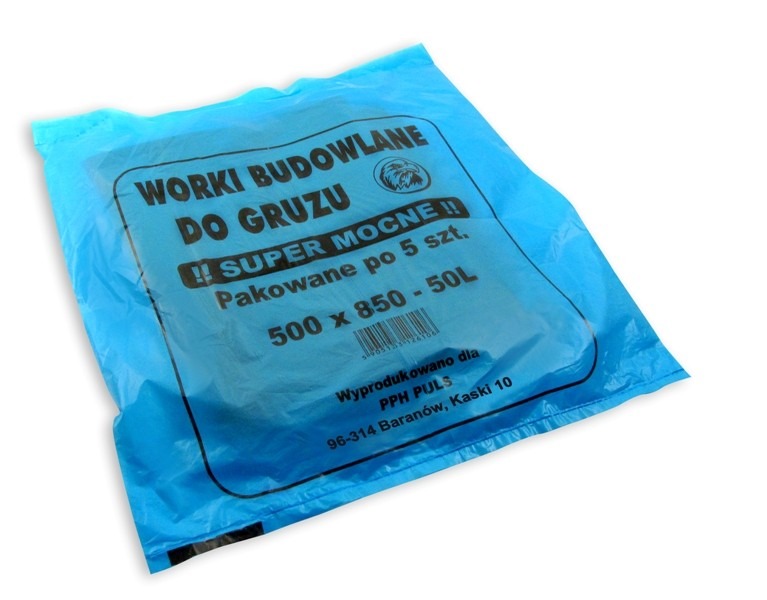 WORKI BUDOWLANE
DO GRUZU
!! SUPER MOCNE !!
Pakowane po 5 szt.
500 x 850 - 50L
Wyprodukowano dla
PPH PULS
96-314 Baranów, Kaski 10